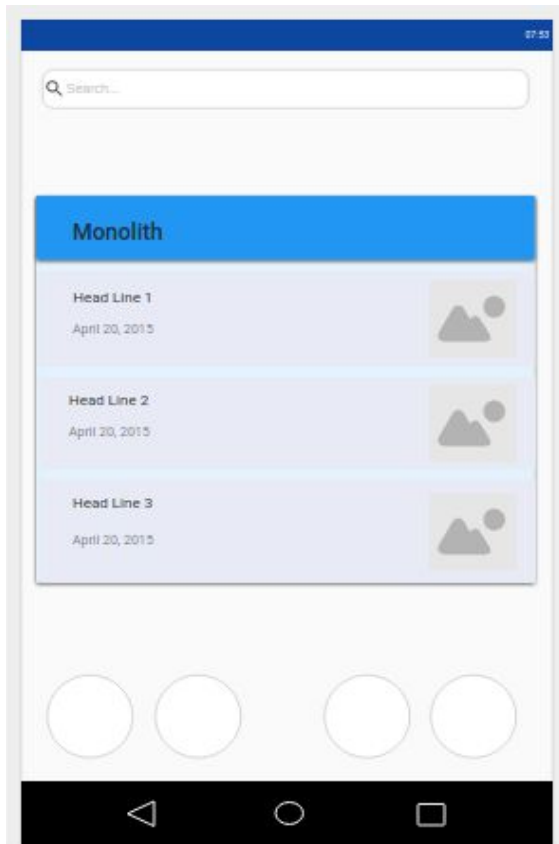 07:53
Search...
Monolith
Head Line 1
April 20, 2015
Head Line 2
April 20, 2015
Head Line 3
April 20, 2015